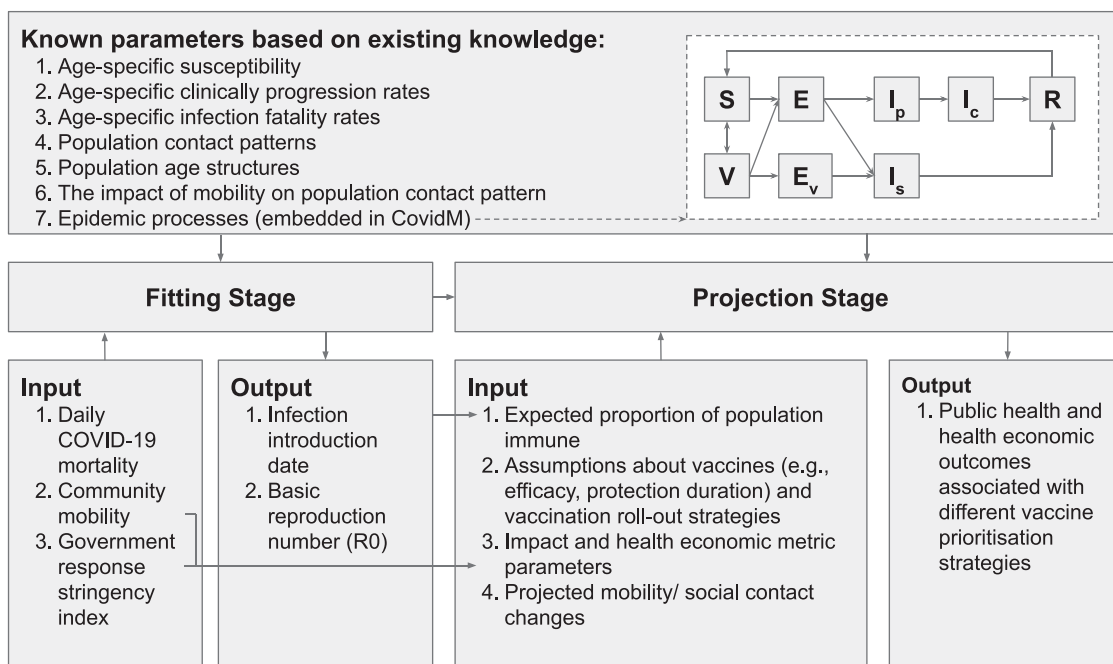 Known parameters based on existing knowledge:
1. Age-specific susceptibility
2. Age-specific clinically progression rates
3. Age-specific infection fatality rates
4. Population contact patterns
5. Population age structures
6. The impact of mobility on population contact pattern
7. Epidemic processes (embedded in CovidM)
S E Ip Ic R
V Ev Is
Fitting Stage
Projection Stage
Input
1. Daily
COVID-19
mortality
2. Community
mobility
3. Government
response
stringency
index
Output
1. Infection
introduction
date
2. Basic
reproduction
number (R0)
Input
1. Expected proportion of population
immune
2. Assumptions about vaccines (e.g.,
efficacy, protection duration) and
vaccination roll-out strategies
3. Impact and health economic metric
parameters
4. Projected mobility/ social contact
changes
Output
1. Public health and
health economic
outcomes
associated with
different vaccine
prioritisation
strategies